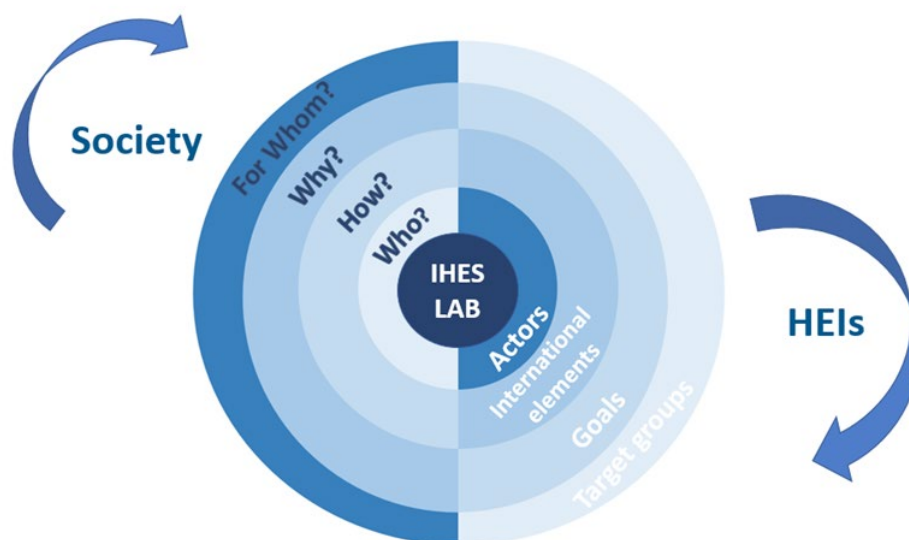 Society
For Whom?
Why?
How?
Who?
IHES
LAB
Actors
International
elements
Goals
Target groups
HEIs